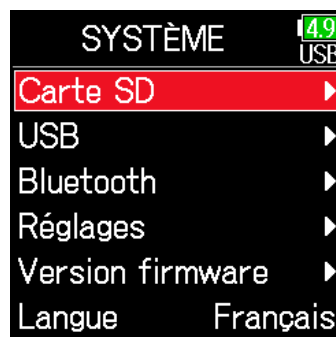 SYSTÈME 4.9
USB
Carte SD
USB
Bluetooth
Réglages
Version firmware
Langue Français